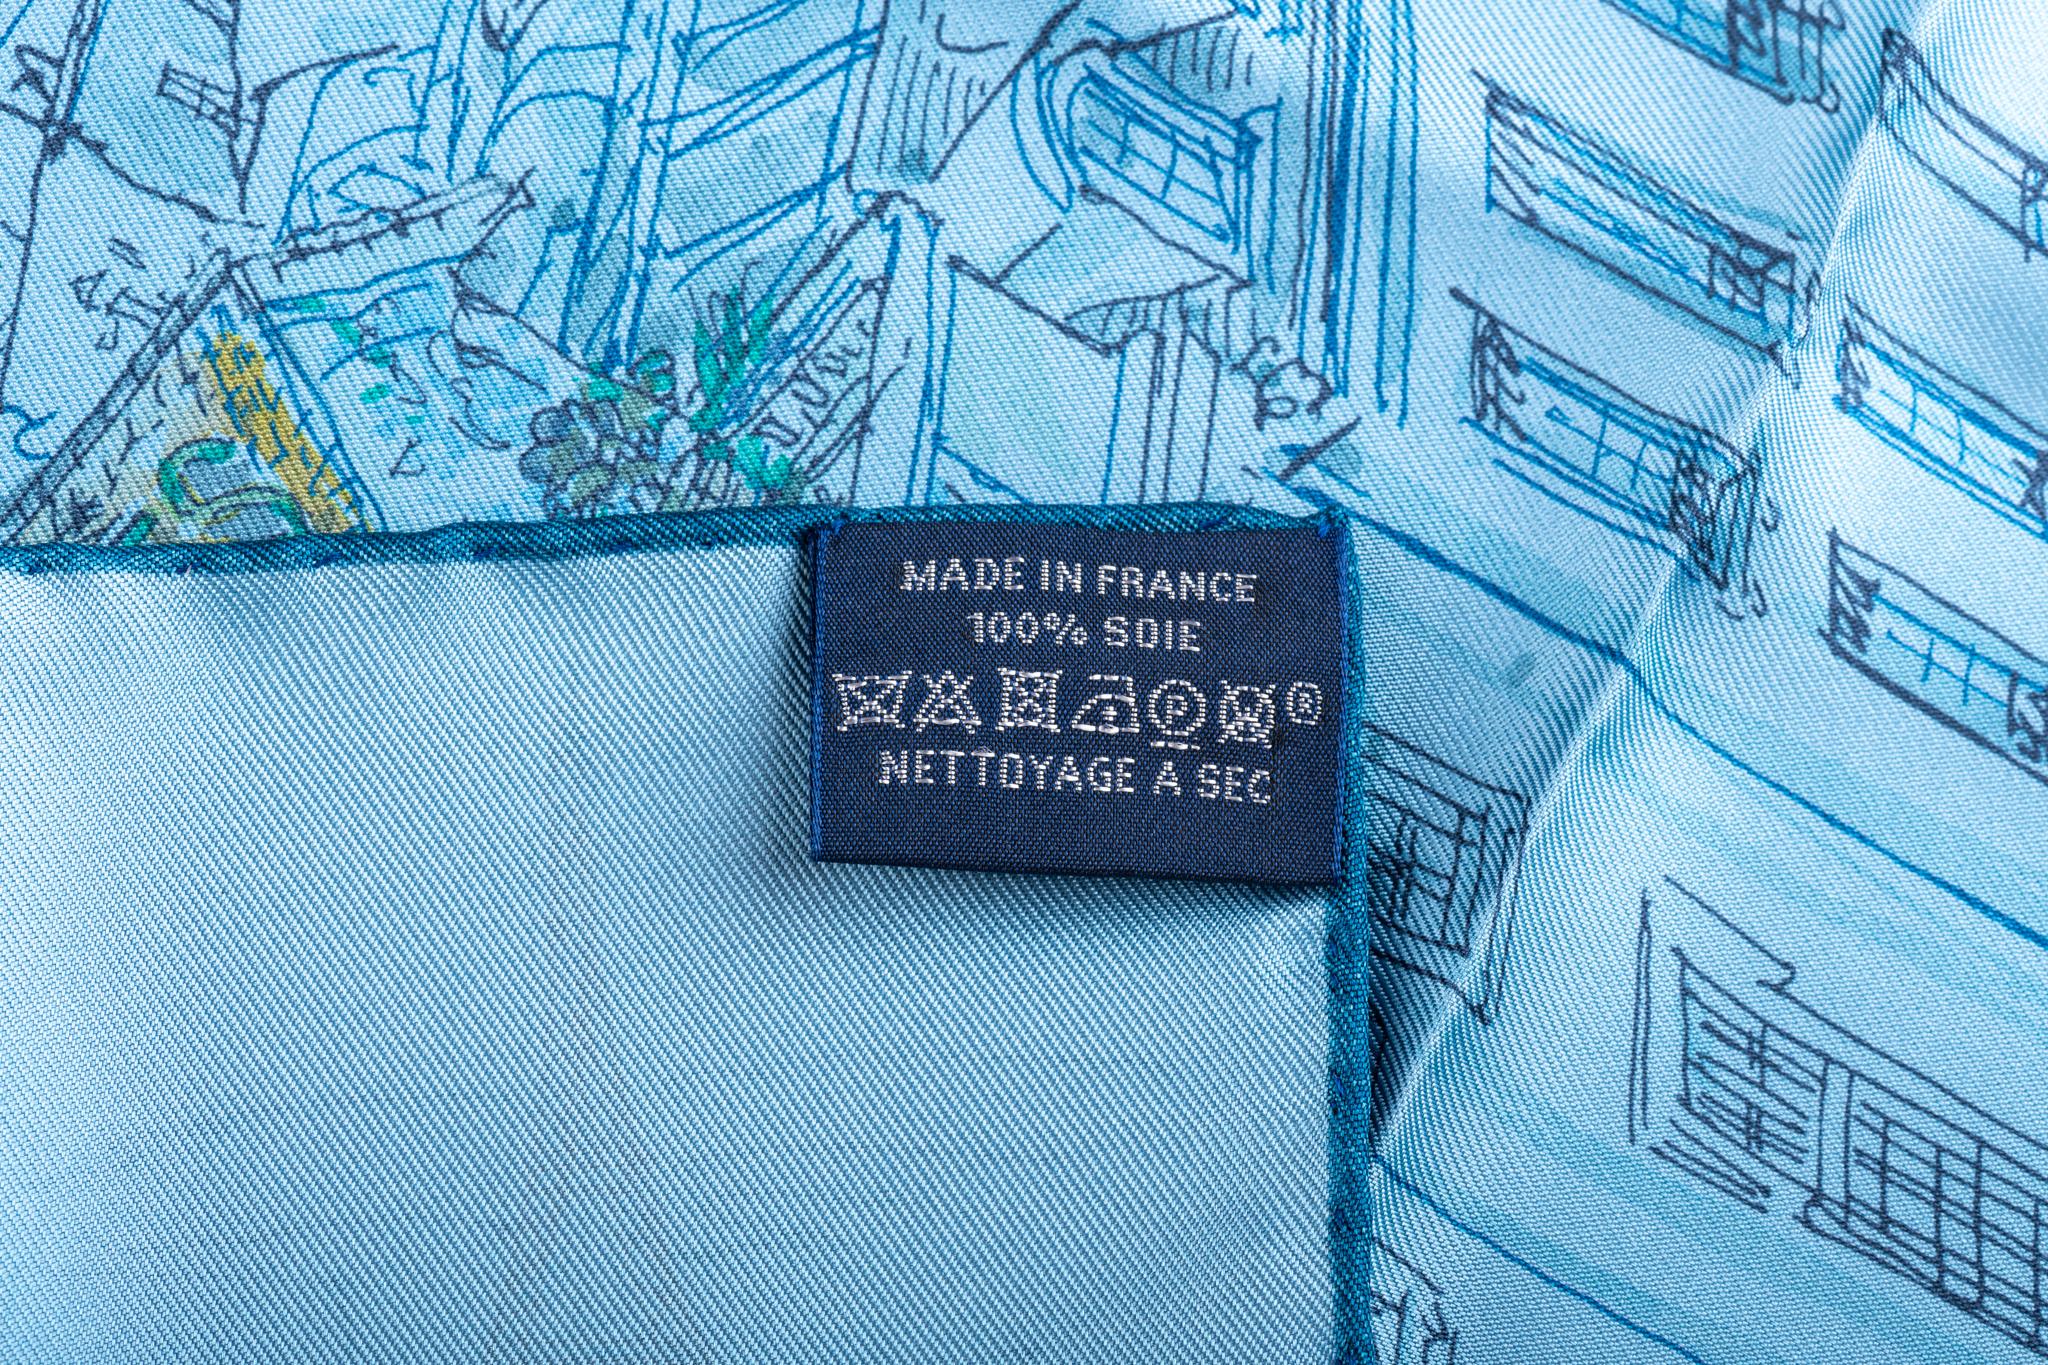 MADE IN FRANCE
100% SOIE
P ®
NETTOYAGE A SEC